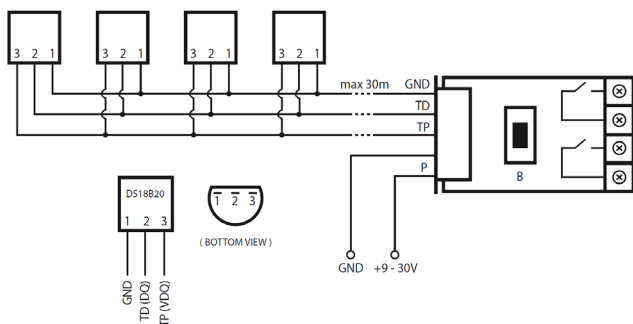 3 2 1
3 2 1
3 2 1
3 2 1
max 30m
GND
TD
TP
P
B
DS18B20
1 2 3
1 2 3
( BOTTOM VIEW )
GND
TD (DQ)
TP (VDQ)
GND
+9 - 30V